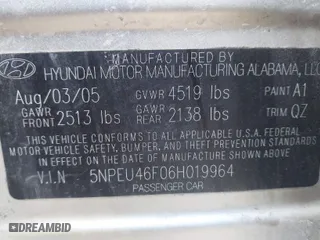 MANUFACTURED BY
HYUNDAI MOTOR MANUFACTURING ALABAMA, LLC
Aug/03/05 GVWR 4519 lbs PAINT A1
GAWR FRONT 2513 lbs GAWR REAR 2138 lbs TRIM QZ
THIS VEHICLE CONFORMS TO ALL APPLICABLE U.S.A. FEDERAL MOTOR VEHICLE
SAFETY, BUMPER, AND THEFT PREVENTION STANDARDS IN EFFECT ON
THE DATE OF MANUFACTURE SHOWN ABOVE.
V.I.N 5NPEU46F06H019964
PASSENGER CAR
DEALERSHIP